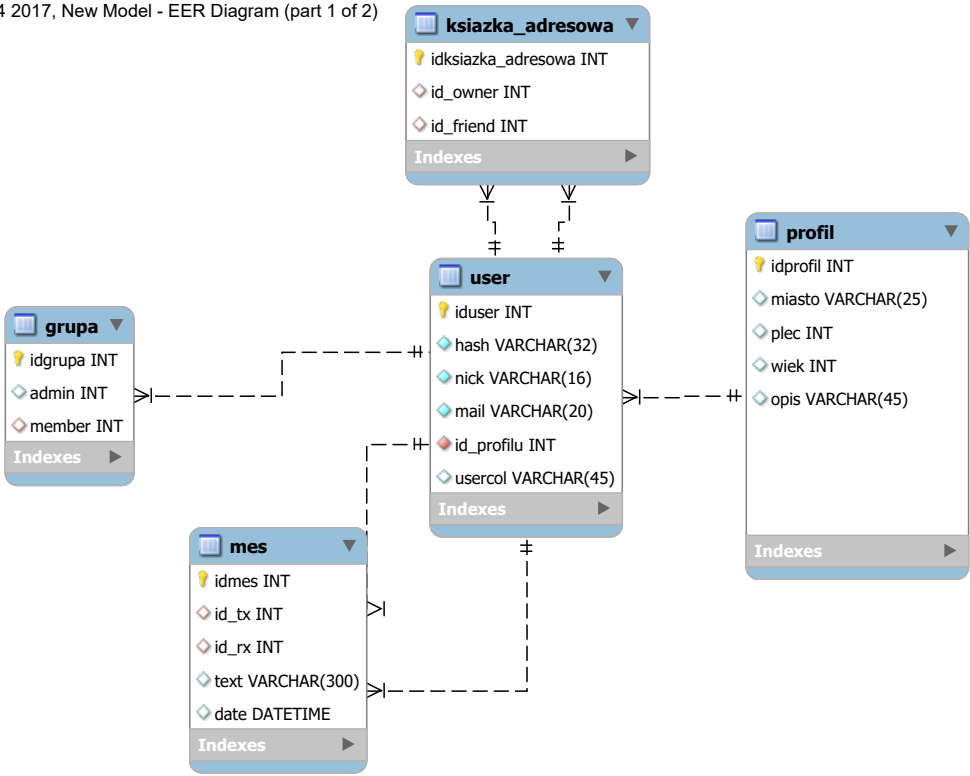 4 2017, New Model - EER Diagram (part 1 of 2)
ksiazka_adresowa
idksiazka_adresowa INT
id_owner INT
id_friend INT
Indexes
profil
idprofil INT
miasto VARCHAR(25)
plec INT
wiek INT
opis VARCHAR(45)
Indexes
user
iduser INT
hash VARCHAR(32)
nick VARCHAR(16)
mail VARCHAR(20)
id_profilu INT
usercol VARCHAR(45)
Indexes
grupa
idgrupa INT
admin INT
member INT
Indexes
mes
idmes INT
id_tx INT
id_rx INT
text VARCHAR(300)
date DATETIME
Indexes